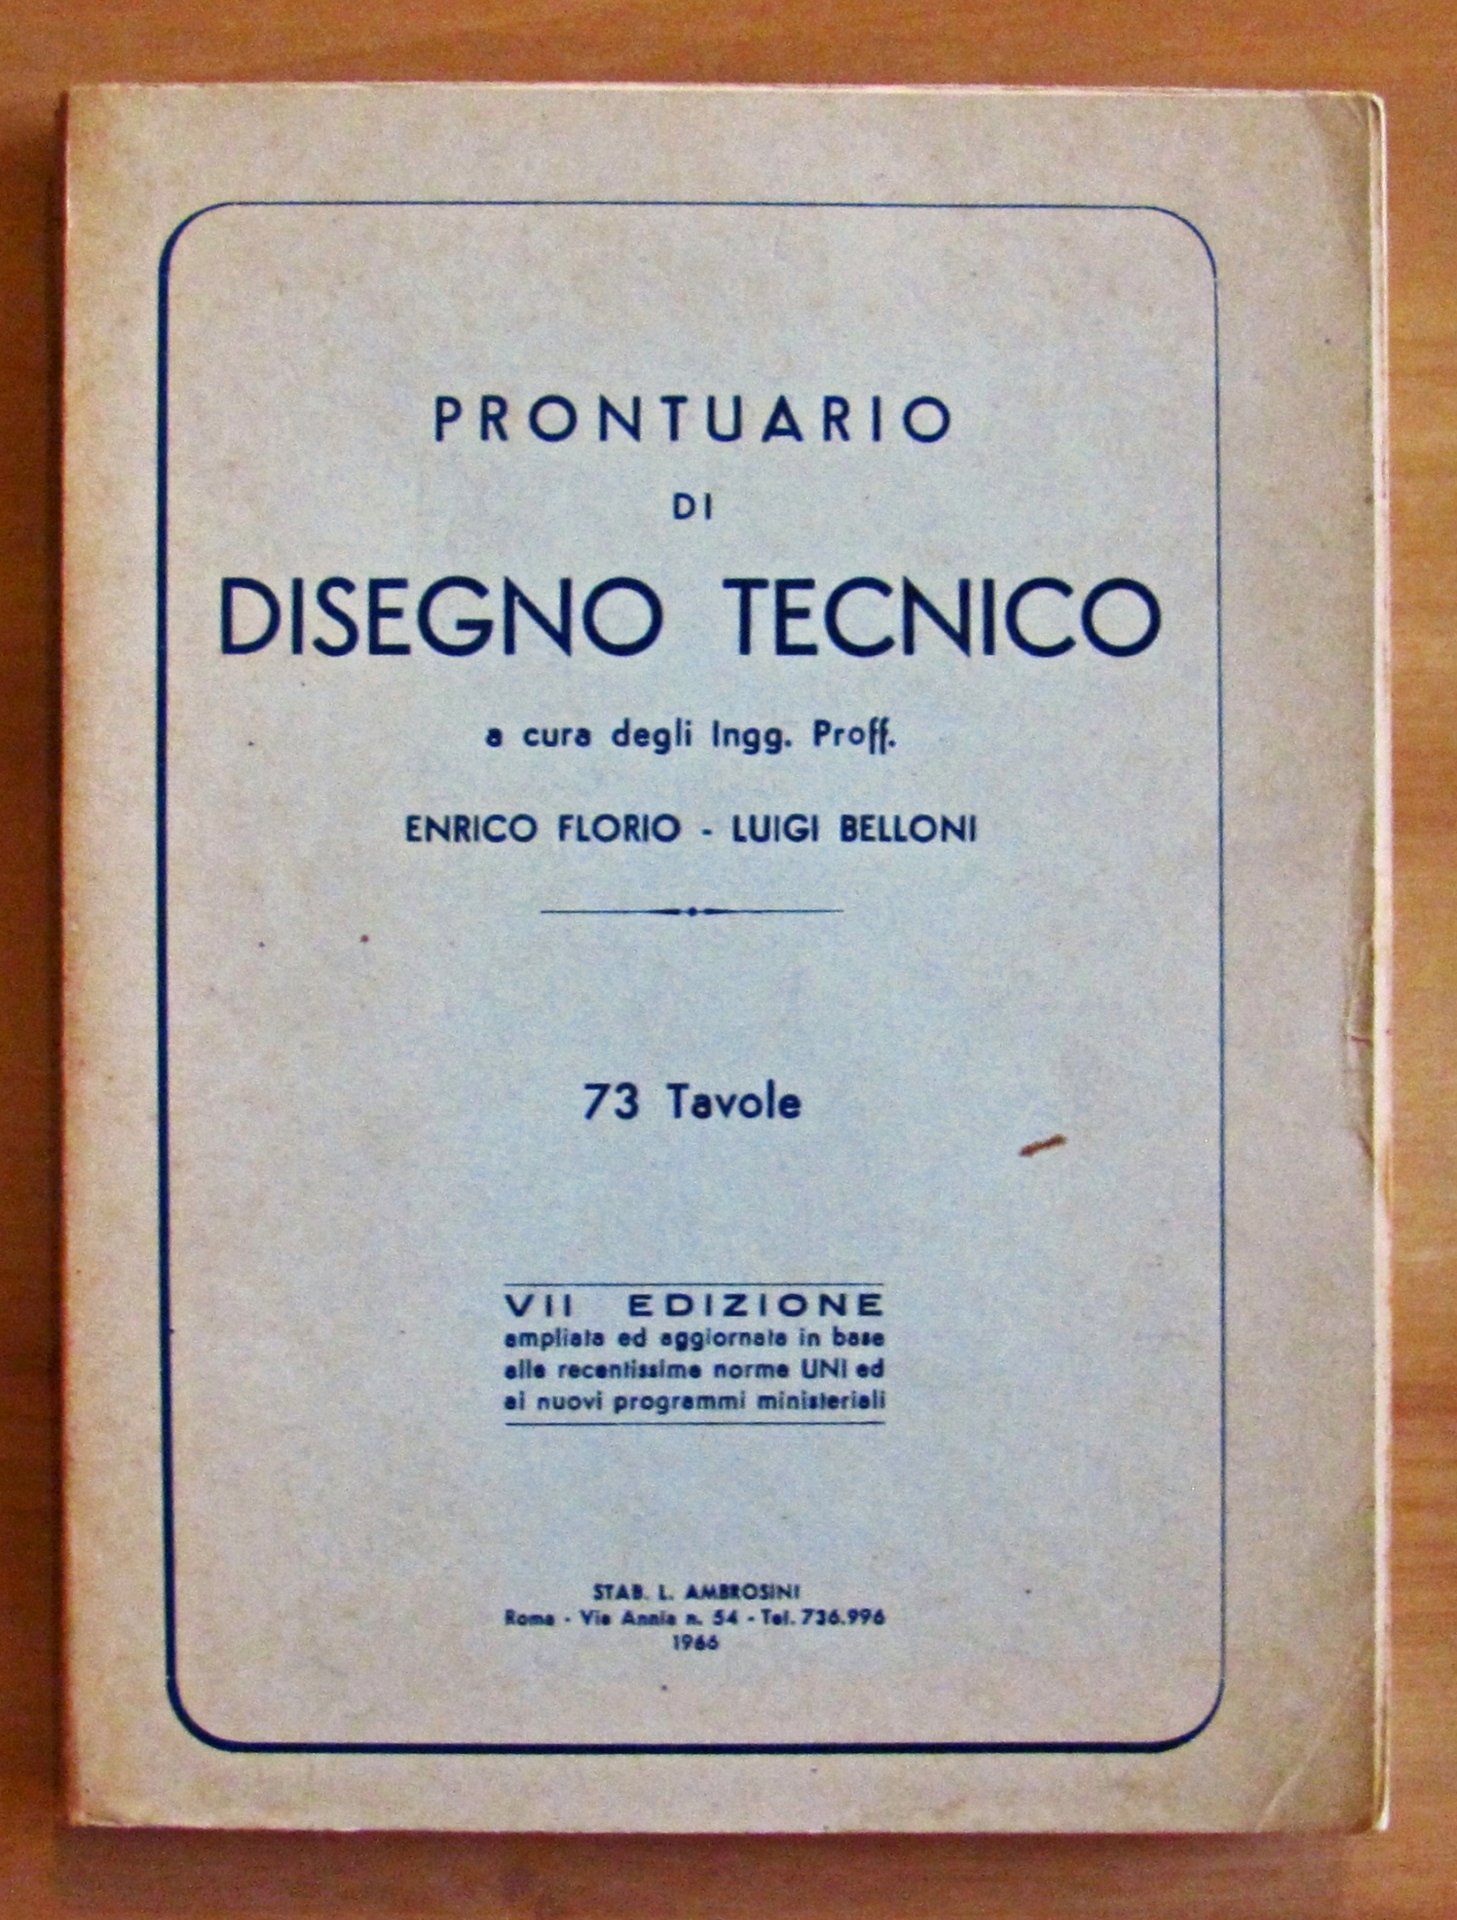 PRONTUARIO
DI
DISEGNO TECNICO
a cura degli Ingg. Proff.
ENRICO FLORIO - LUIGI BELLONI
73 Tavole
VII EDIZIONE
ampliata ed aggiornata in base
alle recentissime norme UNI ed
ai nuovi programmi ministeriali
STAB. L. AMBROSINI
Roma - Via Annia n. 54 - Tel. 736.996
1966